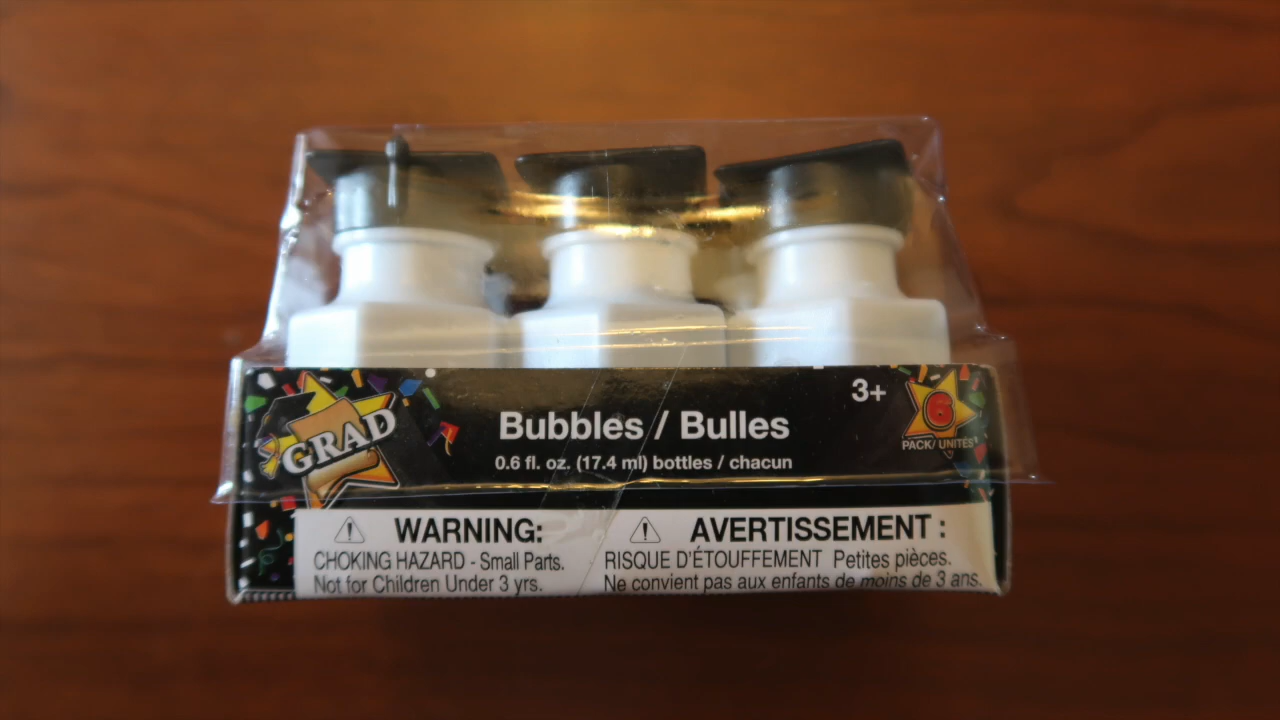 GRAD
Bubbles / Bulles
0.6 fl. oz. (17.4 ml) bottles / chacun
3+
6
PACK/ UNITÉS
WARNING:
CHOKING HAZARD - Small Parts.
Not for Children Under 3 yrs.
AVERTISSEMENT :
RISQUE D'ÉTOUFFEMENT Petites pièces.
Ne convient pas aux enfants de moins de 3 ans.